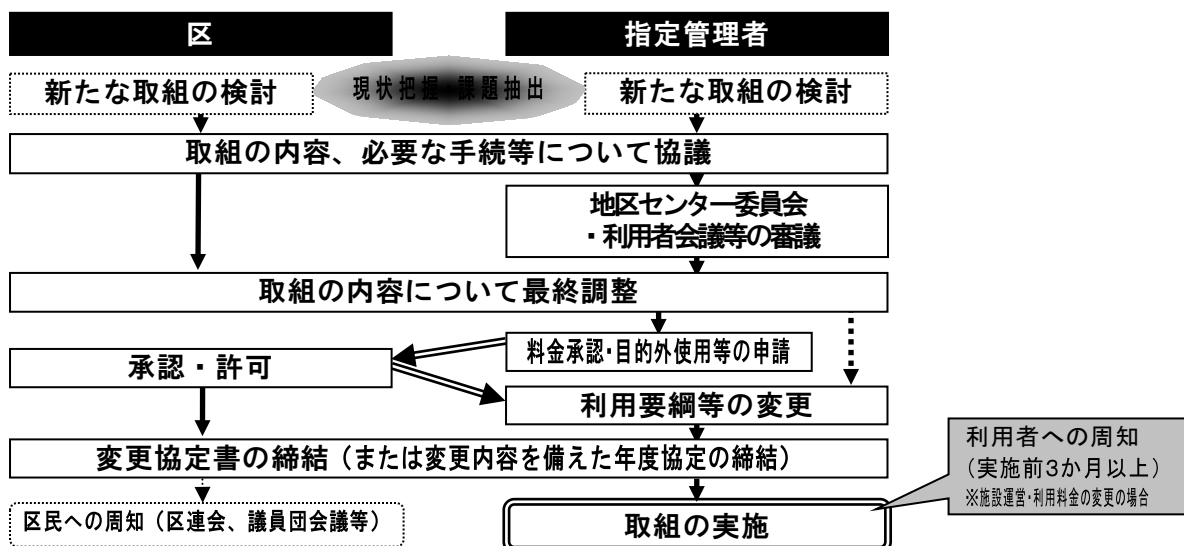 区
指定管理者
新たな取組の検討
現状把握・課題抽出
新たな取組の検討
取組の内容、必要な手続等について協議
地区センター委員会
・利用者会議等の審議
取組の内容について最終調整
料金承認・目的外使用等の申請
承認・許可
利用要綱等の変更
変更協定書の締結（または変更内容を備えた年度協定の締結）
利用者への周知
（実施前3か月以上）
※施設運営・利用料金の変更の場合
区民への周知（区連会、議員団会議等）
取組の実施